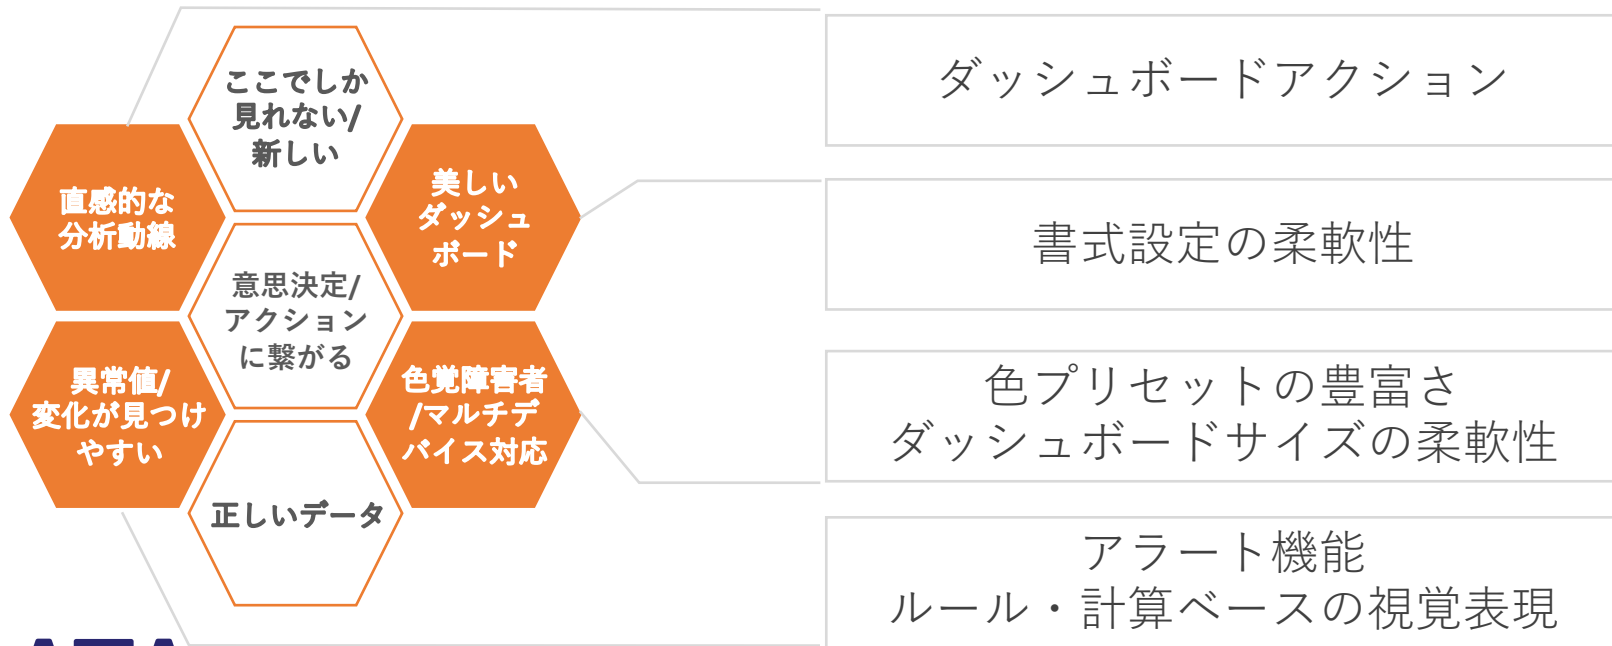 ここでしか
見れない/
新しい
直感的な
分析動線
美しい
ダッシュ
ボード
意思決定/
アクション
に繋がる
異常値/
変化が見つけ
やすい
色覚障害者
/マルチデ
バイス対応
正しいデータ
ダッシュボードアクション
書式設定の柔軟性
色プリセットの豊富さ
ダッシュボードサイズの柔軟性
アラート機能
ルール・計算ベースの視覚表現